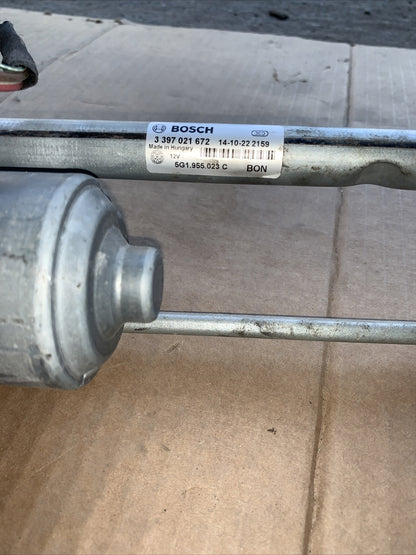 BOSCH
3 397 021 672 14-10-22 2159
Made in Hungary
12V
5G1.955.023 C BON